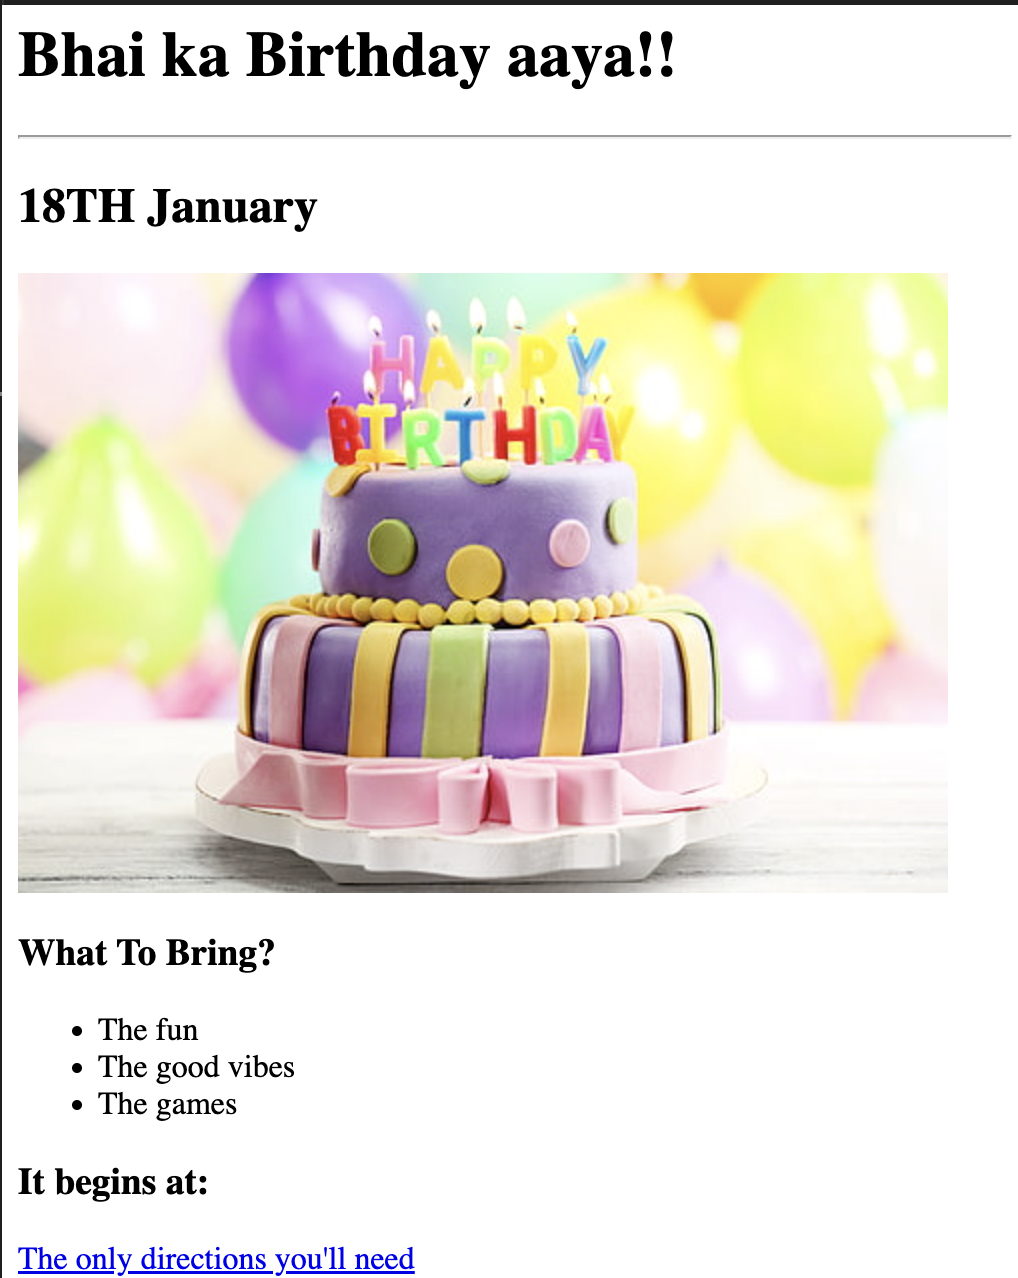 Bhai ka Birthday aaya!!
18TH January
HAPPY
BIRTHDAY
What To Bring?
The fun
The good vibes
The games
It begins at:
The only directions you'll need